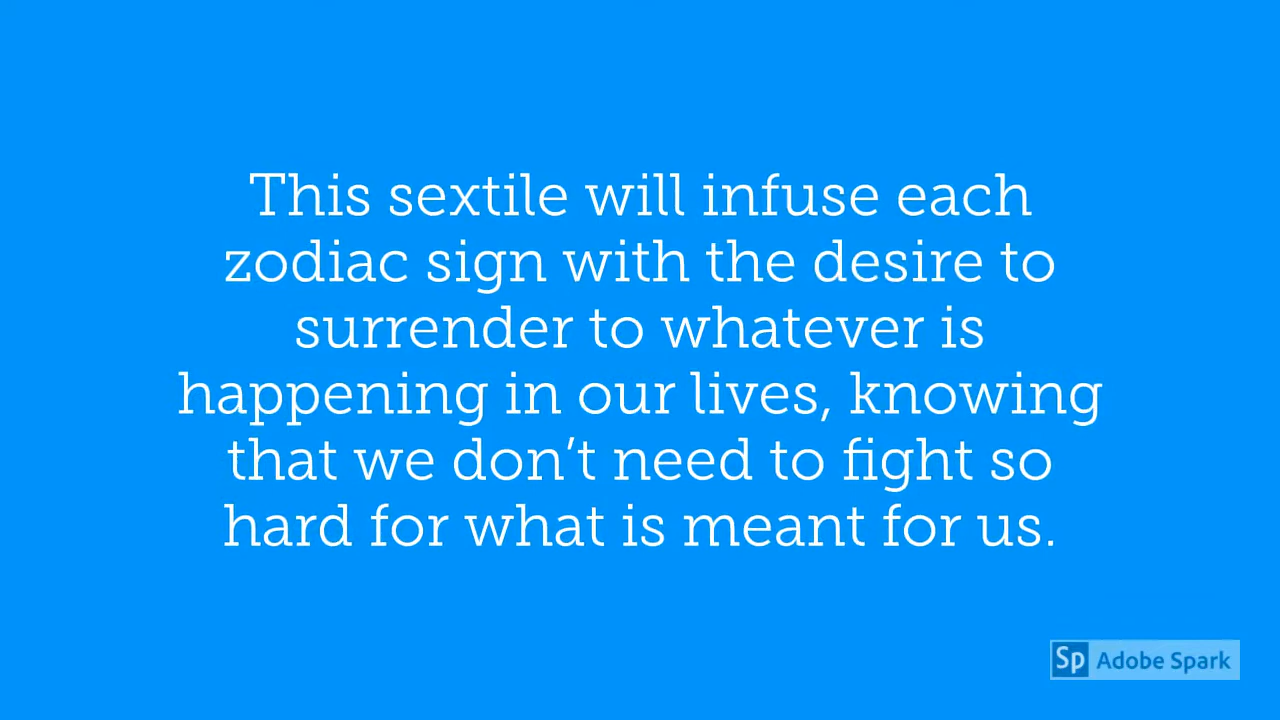 This sextile will infuse each
zodiac sign with the desire to
surrender to whatever is
happening in our lives, knowing
that we don’t need to fight so
hard for what is meant for us.
Sp Adobe Spark